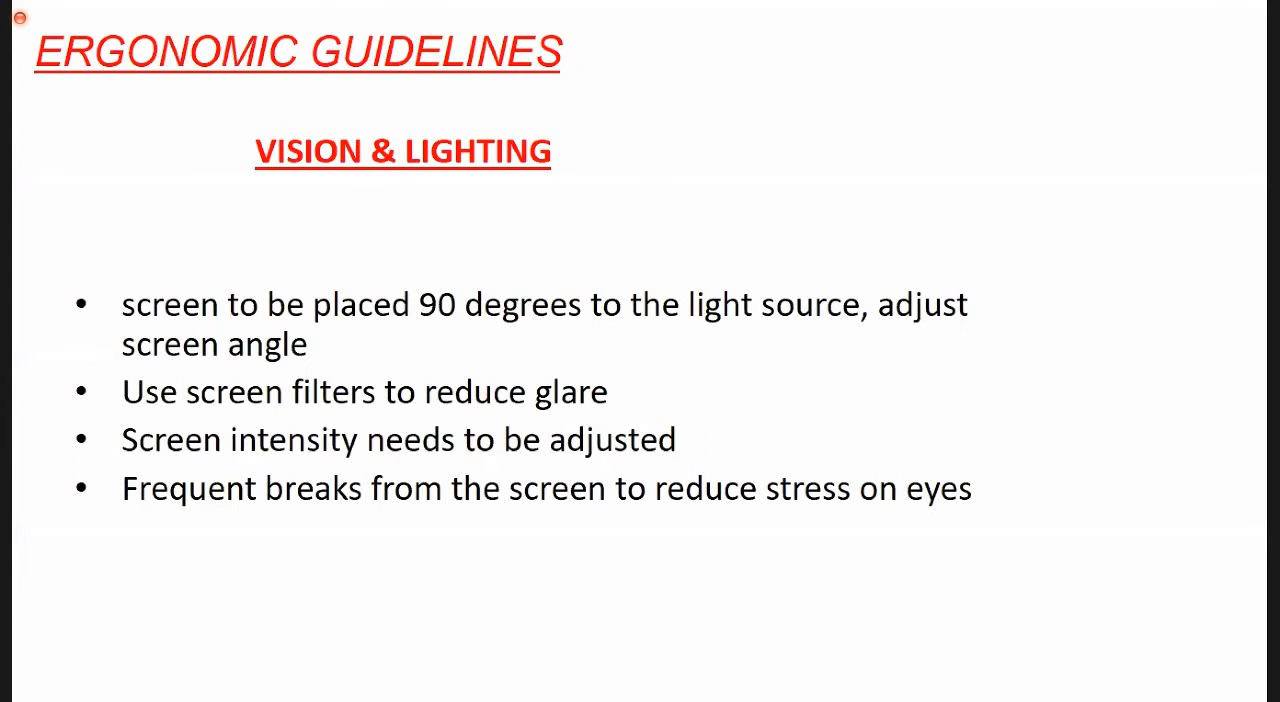 ERGONOMIC GUIDELINES
VISION & LIGHTING
• screen to be placed 90 degrees to the light source, adjust
screen angle
• Use screen filters to reduce glare
• Screen intensity needs to be adjusted
• Frequent breaks from the screen to reduce stress on eyes